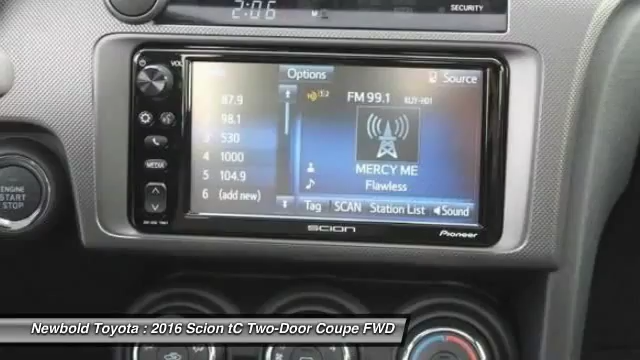 2:06
SECURITY
VOL
Options
Source
87.9
FM 99.1
KUY-HD1
98.1
3 530
4 1000
MERCY ME
5 104.9
Flawless
6 (add new)
Tag SCAN Station List Sound
MEDIA
SCION
Pioneer
ENGINE
START
STOP
Newbold Toyota : 2016 Scion tC Two-Door Coupe FWD